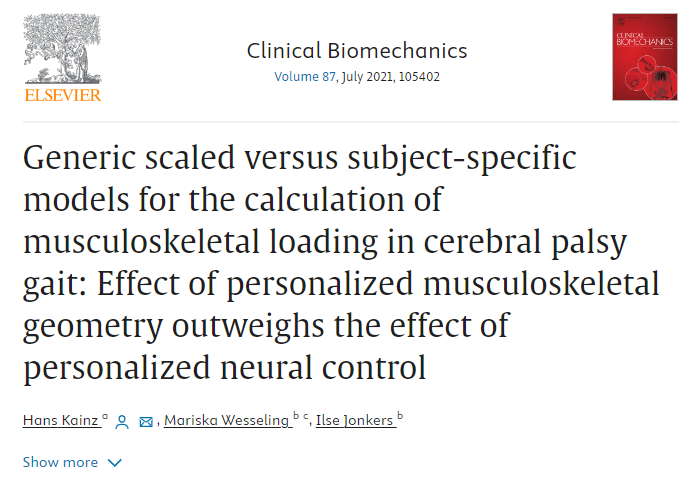 ELSEVIER
Clinical Biomechanics
Volume 87, July 2021, 105402
CLINICAL
BIOMECHANICS
Generic scaled versus subject-specific
models for the calculation of
musculoskeletal loading in cerebral palsy
gait: Effect of personalized musculoskeletal
geometry outweighs the effect of
personalized neural control
Hans Kainz a , Mariska Wesseling b c, Ilse Jonkers b
Show more